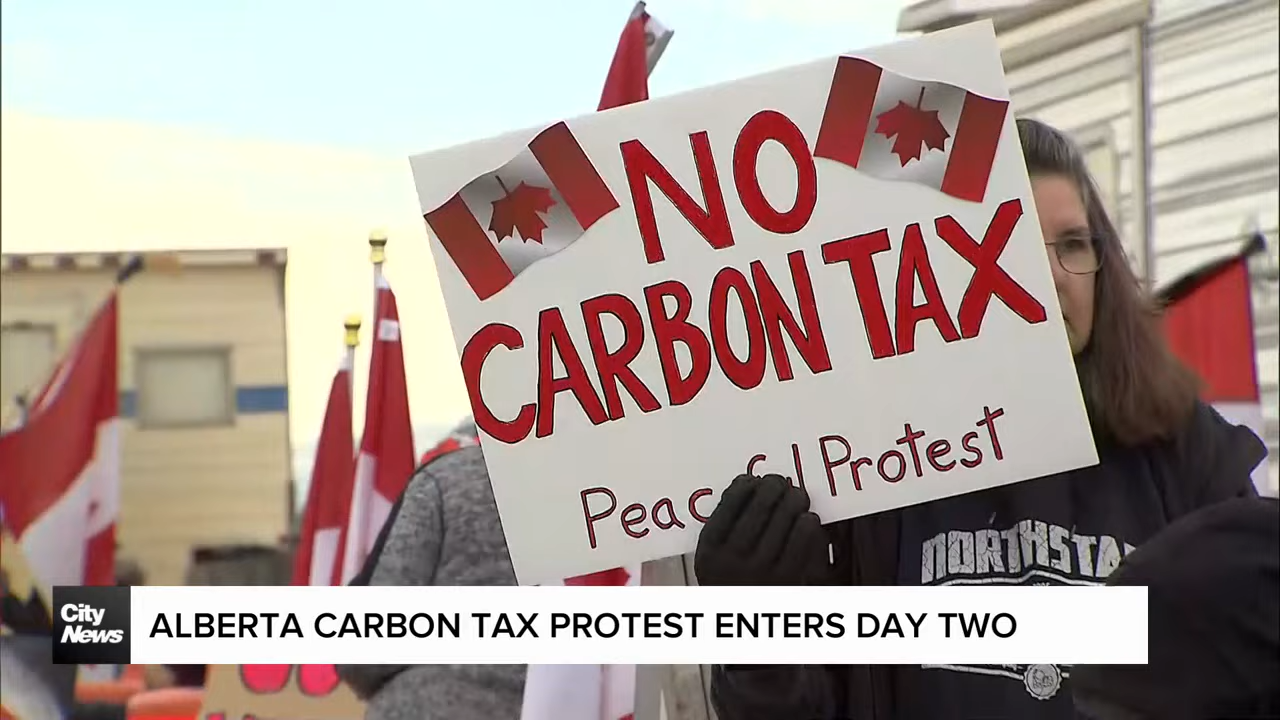 NO
CARBON TAX
Peaceful Protest
NORTHSTA
City
News
ALBERTA CARBON TAX PROTEST ENTERS DAY TWO